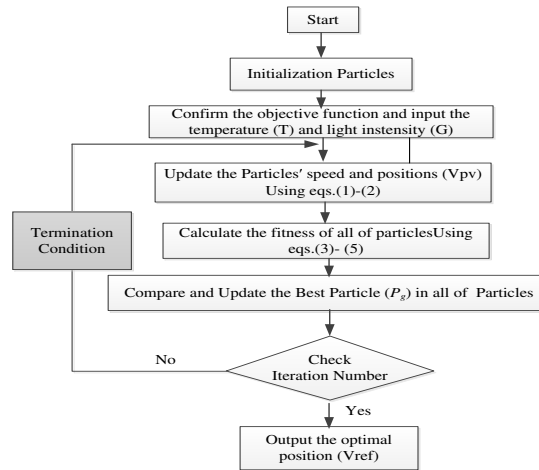 Start
Initialization Particles
Confirm the objective function and input the
temperature (T) and light instensity (G)
Update the Particles' speed and positions (Vpv)
Using eqs.(1)-(2)
Termination
Condition
Calculate the fitness of all of particlesUsing
eqs.(3)- (5)
Compare and Update the Best Particle (Pg) in all of Particles
No
Check
Iteration Number
Yes
Output the optimal
position (Vref)